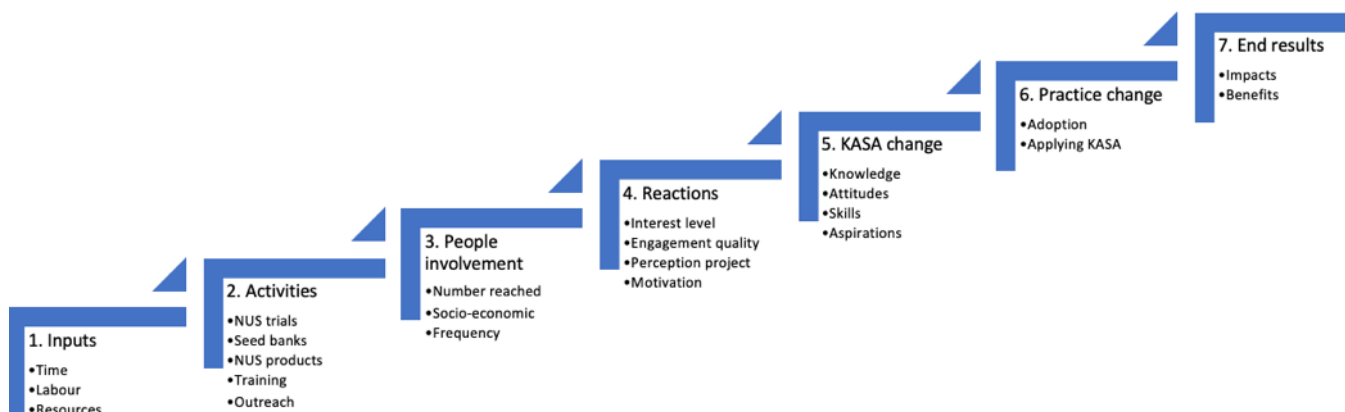 1. Inputs
•Time
•Labour
•Resources
2. Activities
•NUS trials
•Seed banks
•NUS products
•Training
•Outreach
3. People
involvement
•Number reached
•Socio-economic
•Frequency
4. Reactions
•Interest level
•Engagement quality
•Perception project
•Motivation
5. KASA change
•Knowledge
•Attitudes
•Skills
•Aspirations
6. Practice change
•Adoption
•Applying KASA
7. End results
•Impacts
•Benefits